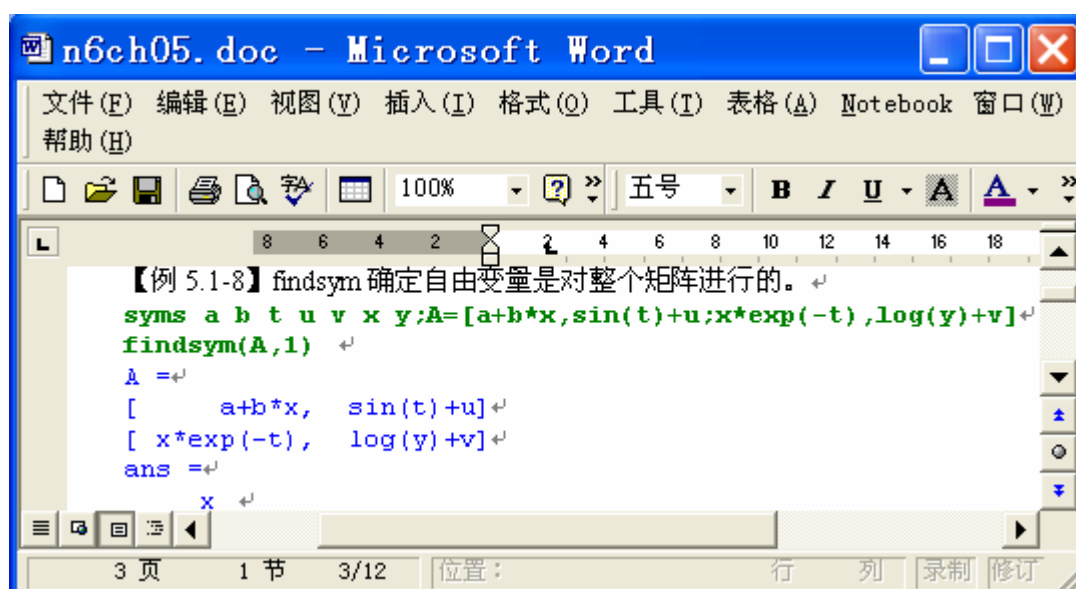 n6ch05.doc - Microsoft Word
文件(F) 编辑(E) 视图(V) 插入(I) 格式(O) 工具(T) 表格(A) Notebook 窗口(W)
帮助(H)
100% 五号 B I U A A
L 8 6 4 2 2 4 6 8 10 12 14 16 18
【例 5.1-8】findsym 确定自由变量是对整个矩阵进行的。
syms a b t u v x y;A=[a+b*x,sin(t)+u;x*exp(-t),log(y)+v]
findsym(A,1)
A =
[ a+b*x, sin(t)+u]
[ x*exp(-t), log(y)+v]
ans =
x
3 页 1 节 3/12 位置: 行 列 录制 修订